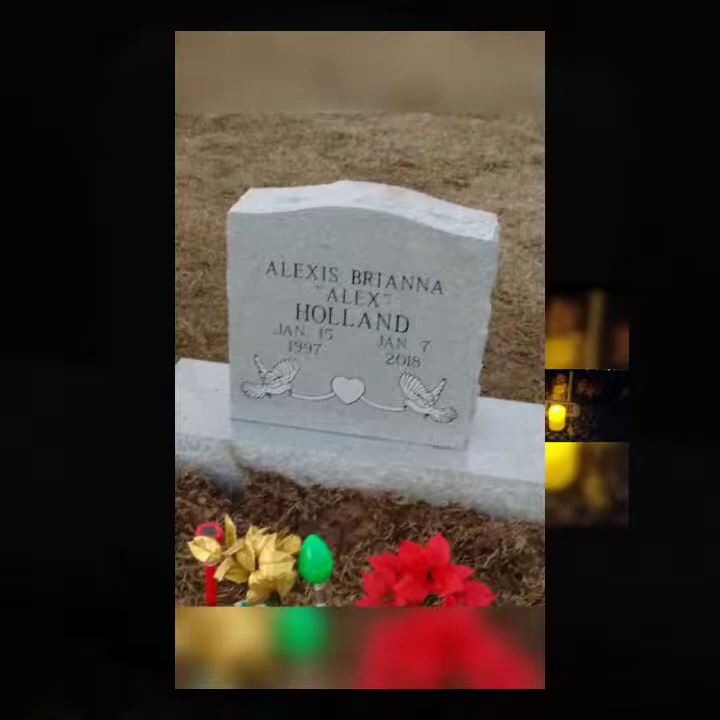 ALEXIS BRIANNA
"ALEX"
HOLLAND
JAN 15 JAN 7
1997 2018